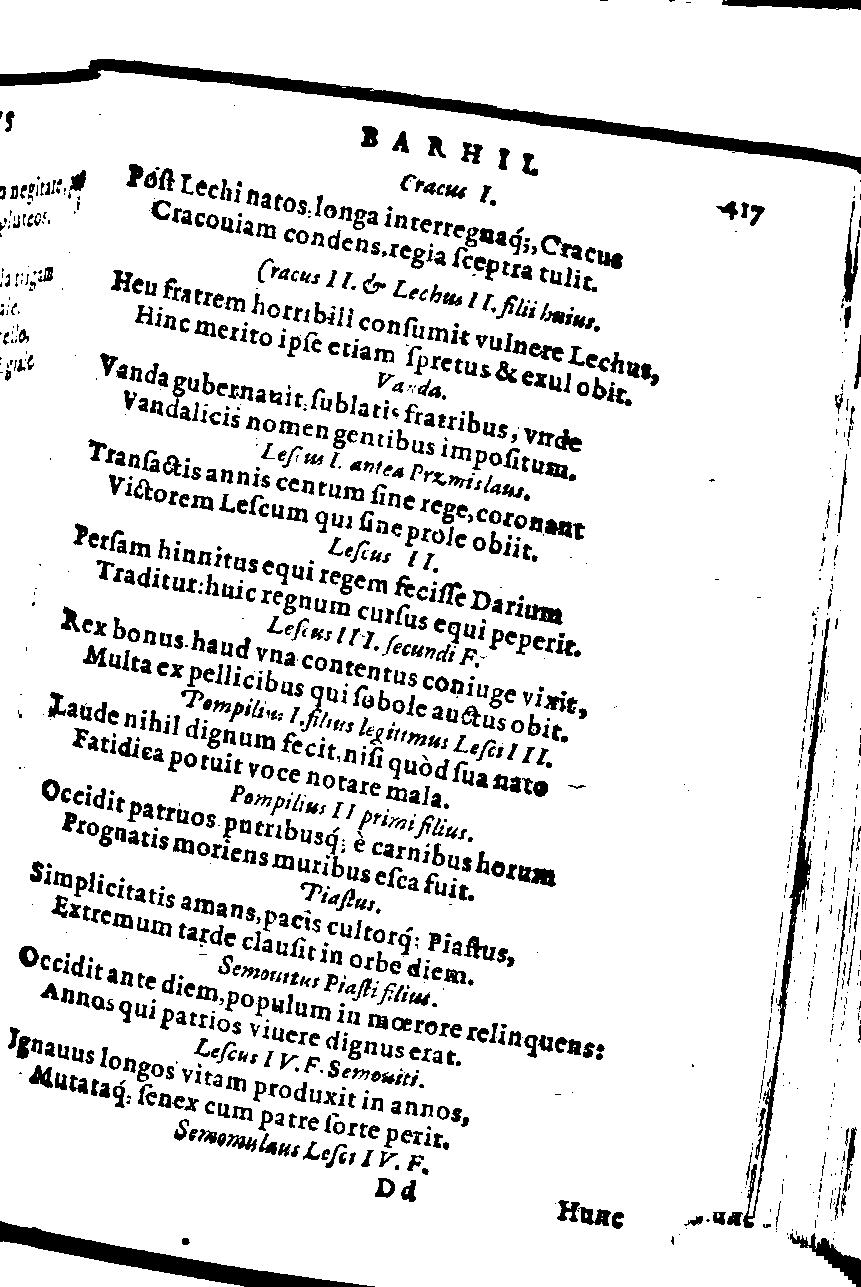 BARHIL
417
Cracus I.
Póſt Lechi natos, longa interregnaq́;, Cracus
Cracouiam condens, regia ſceptra tulit.
Cracus II. & Lechus II. filii huius.
Heu fratrem horribili conſumit vulnere Lechus,
Hinc merito ipſe etiam ſpretus & exul obit.
Vanda.
Vanda gubernauit, ſublatis fratribus, vnde
Vandalicis nomen gentibus impoſitum.
Leſcus I. antea Præmislaus.
Tranſactis annis centum ſine rege, coronant
Victorem Leſcum qui ſine prole obiit.
Leſcus II.
Perſam hinnitus equi regem feciſſe Darium
Traditur: huic regnum curſus equi peperit.
Leſcus III. ſecundi F.
Rex bonus. haud vna contentus coniuge vixit,
Multa ex pellicibus qui ſobole auctus obit.
Pompilius I. filius legitimus Leſci III.
Laude nihil dignum fecit, niſi quòd ſua nato
Fatidica potuit voce notare mala.
Pompilius II primi filius.
Occidit patruos putribusq́; è carnibus horum
Prognatis moriens muribus eſca fuit.
Piaſtus.
Simplicitatis amans, pacis cultorq́; Piaſtus,
Extremum tarde clauſit in orbe diem.
Semouitus Piaſti filius.
Occidit ante diem, populum in mœrore relinquens:
Annos qui patrios viuere dignus erat.
Leſcus IV. F. Semouiti.
Ignauus longos vitam produxit in annos,
Mutataq́; ſenex cum patre ſorte perit.
Semomulaus Leſci IV. F.
Dd
Hunc